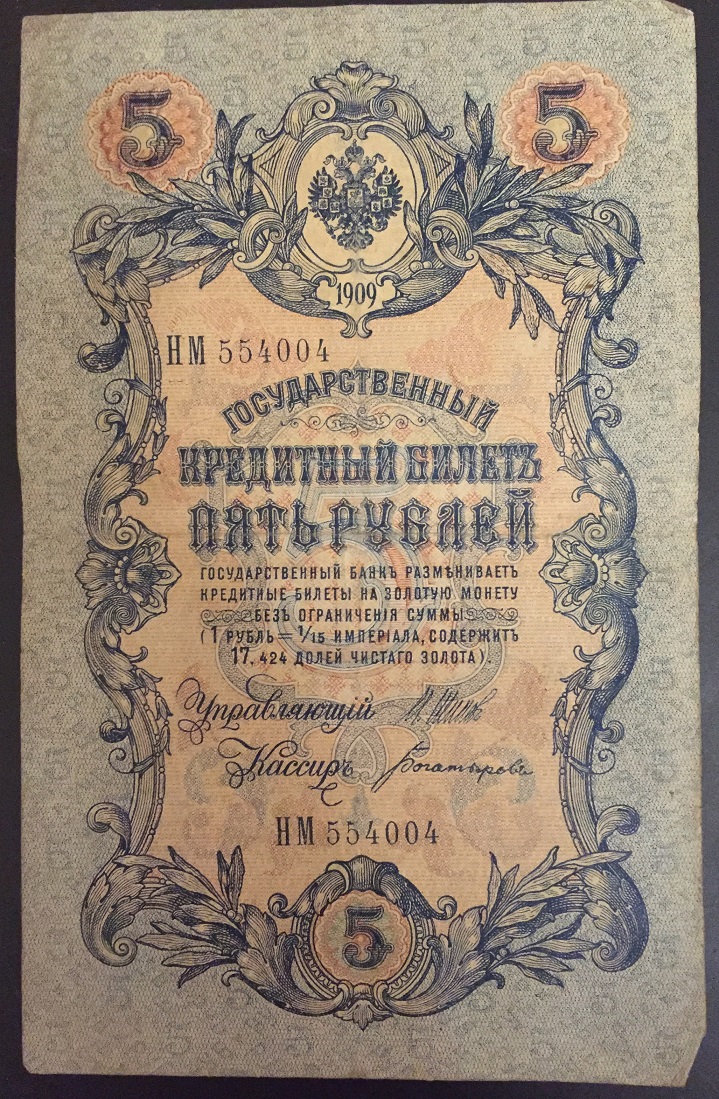 5 5
1909
НМ 554004
ГОСУДАРСТВЕННЫЙ
КРЕДИТНЫЙ БИЛЕТЪ
ПЯТЬ РУБЛЕЙ
ГОСУДАРСТВЕННЫЙ БАНКЪ РАЗМѢНИВАЕТЪ
КРЕДИТНЫЕ БИЛЕТЫ НА ЗОЛОТУЮ МОНЕТУ
БЕЗЪ ОГРАНИЧЕНІЯ СУММЫ
(1 РУБЛЬ = 1/15 ИМПЕРІАЛА, СОДЕРЖИТЪ
17,424 ДОЛЕЙ ЧИСТАГО ЗОЛОТА).
Управляющій
Кассиръ Богатыревъ
НМ 554004
5